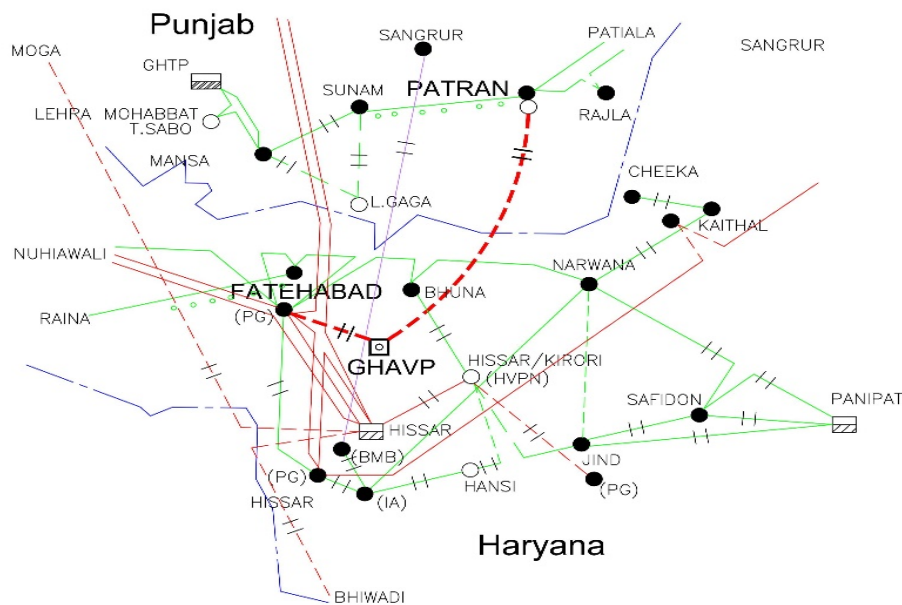 Punjab
MOGA
SANGRUR
PATIALA
SANGRUR
GHTP
SUNAM
PATRAN
LEHRA
MOHABBAT
T.SABO
RAJLA
MANSA
CHEEKA
L.GAGA
KAITHAL
NUHIAWALI
NARWANA
FATEHABAD
BHUNA
RAINA
(PG)
GHAVP
HISSAR/KIRORI
(HVPN)
SAFIDON
PANIPAT
HISSAR
(BMB)
JIND
(PG)
HANSI
(PG)
HISSAR
(IA)
Haryana
BHIWADI